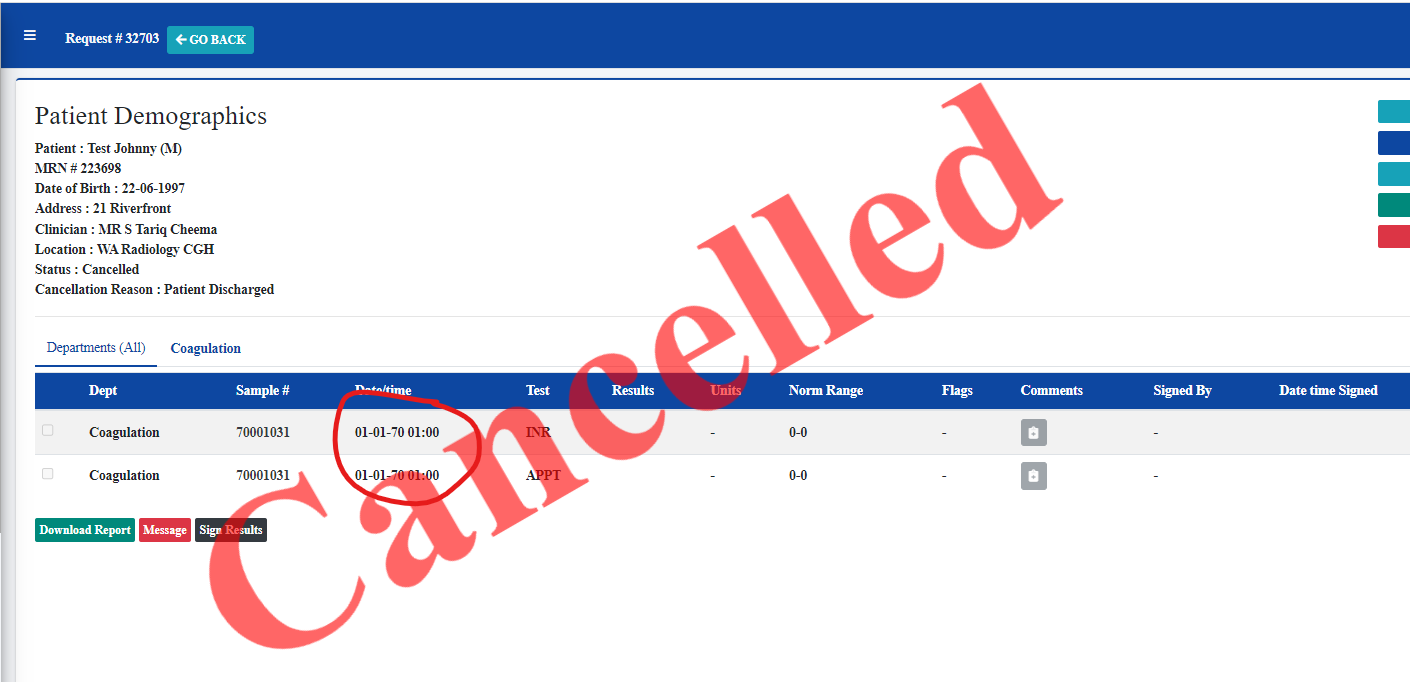 Request # 32703 GO BACK
Patient Demographics
Patient : Test Johnny (M)
MRN # 223698
Date of Birth : 22-06-1997
Address : 21 Riverfront
Clinician : MR S Tariq Cheema
Location : WA Radiology CGH
Status : Cancelled
Cancellation Reason : Patient Discharged
Departments (All) Coagulation
Dept Sample # Date/time Test Results Units Norm Range Flags Comments Signed By Date time Signed
Coagulation 70001031 01-01-70 01:00 INR - 0-0 - -
Coagulation 70001031 01-01-70 01:00 APPT - 0-0 - -
Download Report Message Sign Results
Cancelled